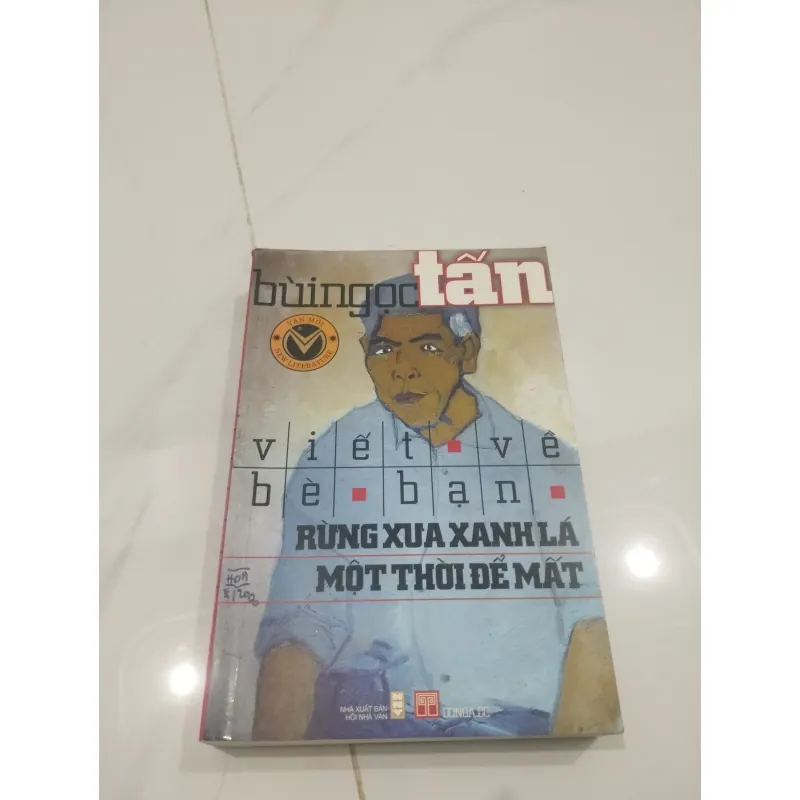 bùingọctấn
VĂN MỚI
NEW LITERATURE
viết về
bè bạn
RỪNG XƯA XANH LÁ
MỘT THỜI ĐỂ MẤT
HOA
NHÀ XUẤT BẢN
HỘI NHÀ VĂN